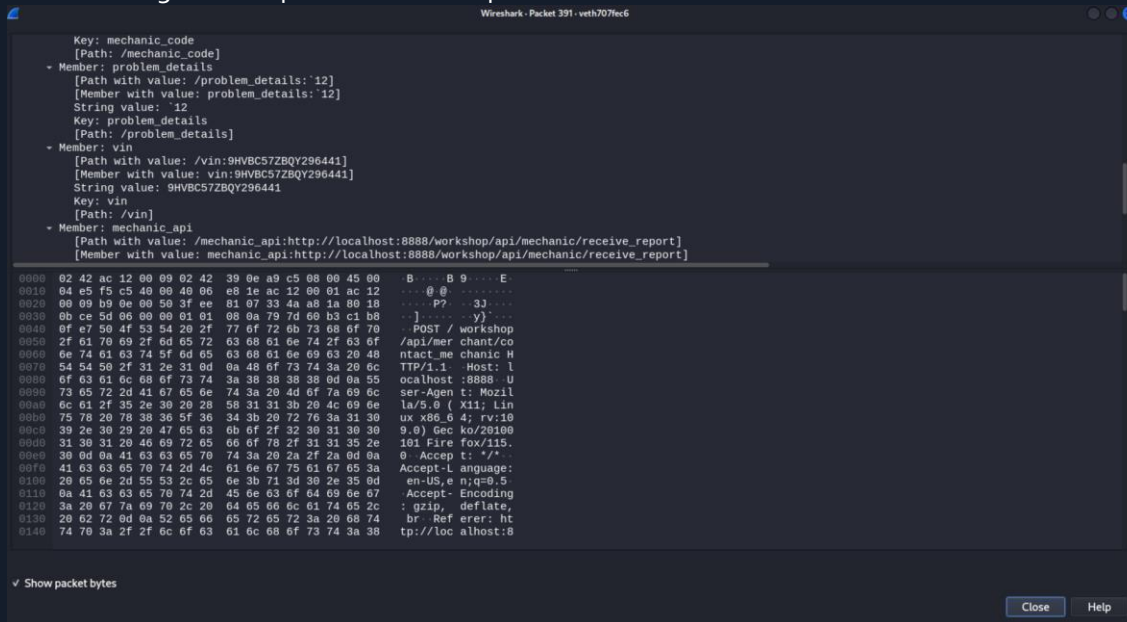 Wireshark · Packet 391 · veth707fec6
Key: mechanic_code
[Path: /mechanic_code]
Member: problem_details
[Path with value: /problem_details:`12]
[Member with value: problem_details:`12]
String value: `12
Key: problem_details
[Path: /problem_details]
Member: vin
[Path with value: /vin:9HVBC57ZBQY296441]
[Member with value: vin:9HVBC57ZBQY296441]
String value: 9HVBC57ZBQY296441
Key: vin
[Path: /vin]
Member: mechanic_api
[Path with value: /mechanic_api:http://localhost:8888/workshop/api/mechanic/receive_report]
[Member with value: mechanic_api:http://localhost:8888/workshop/api/mechanic/receive_report]
0000 02 42 ac 12 00 09 02 42 39 0e a9 c5 08 00 45 00 ·B·····B 9·····E·
0010 04 e5 f5 c5 40 00 40 06 e8 1e ac 12 00 01 ac 12 ····@·@· ········
0020 00 09 b9 0e 00 50 3f ee 81 07 33 4a a8 1a 80 18 ·····P?· ··3J····
0030 0b ce 5d 06 00 00 01 01 08 0a 79 7d 60 b3 c1 b8 ··]····· ··y}`···
0040 0f e7 50 4f 53 54 20 2f 77 6f 72 6b 73 68 6f 70 ··POST / workshop
0050 2f 61 70 69 2f 6d 65 72 63 68 61 6e 74 2f 63 6f /api/mer chant/co
0060 6e 74 61 63 74 5f 6d 65 63 68 61 6e 69 63 20 48 ntact_me chanic H
0070 54 54 50 2f 31 2e 31 0d 0a 48 6f 73 74 3a 20 6c TTP/1.1· ·Host: l
0080 6f 63 61 6c 68 6f 73 74 3a 38 38 38 38 0d 0a 55 ocalhost :8888··U
0090 73 65 72 2d 41 67 65 6e 74 3a 20 4d 6f 7a 69 6c ser-Agen t: Mozil
00a0 6c 61 2f 35 2e 30 20 28 58 31 31 3b 20 4c 69 6e la/5.0 ( X11; Lin
00b0 75 78 20 78 38 36 5f 36 34 3b 20 72 76 3a 31 30 ux x86_6 4; rv:10
00c0 39 2e 30 29 20 47 65 63 6b 6f 2f 32 30 31 30 30 9.0) Gec ko/20100
00d0 31 30 31 20 46 69 72 65 66 6f 78 2f 31 31 35 2e 101 Fire fox/115.
00e0 30 0d 0a 41 63 63 65 70 74 3a 20 2a 2f 2a 0d 0a 0··Accep t: */*··
00f0 41 63 63 65 70 74 2d 4c 61 6e 67 75 61 67 65 3a Accept-L anguage:
0100 20 65 6e 2d 55 53 2c 65 6e 3b 71 3d 30 2e 35 0d en-US,e n;q=0.5·
0110 0a 41 63 63 65 70 74 2d 45 6e 63 6f 64 69 6e 67 ·Accept- Encoding
0120 3a 20 67 7a 69 70 2c 20 64 65 66 6c 61 74 65 2c : gzip, deflate,
0130 20 62 72 0d 0a 52 65 66 65 72 65 72 3a 20 68 74 br··Ref erer: ht
0140 74 70 3a 2f 2f 6c 6f 63 61 6c 68 6f 73 74 3a 38 tp://loc alhost:8
Show packet bytes
Close
Help